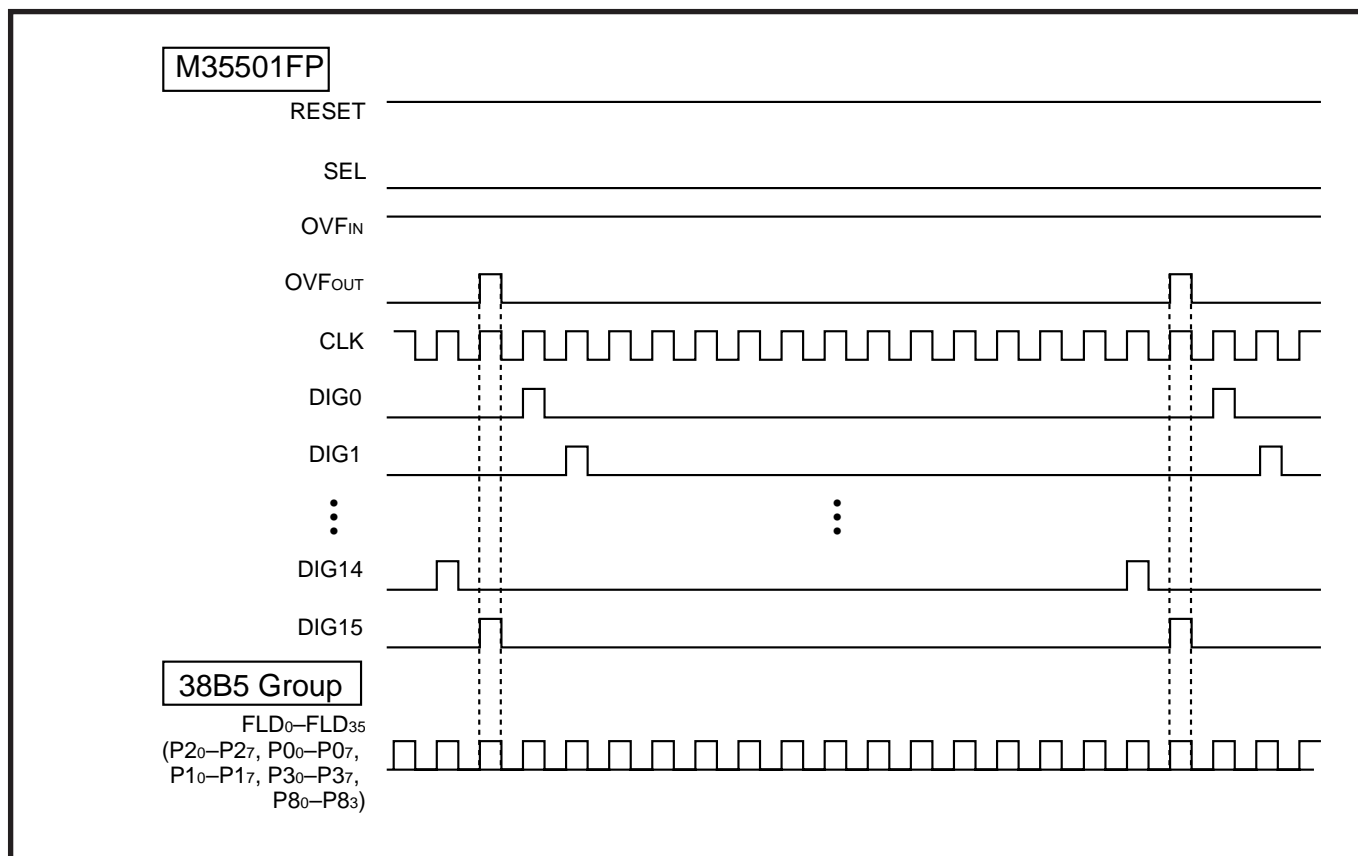 M35501FP
RESET
SEL
OVFIN
OVFOUT
CLK
DIG0
DIG1
DIG14
DIG15
38B5 Group
FLD0–FLD35
(P20–P27, P00–P07,
P10–P17, P30–P37,
P80–P83)